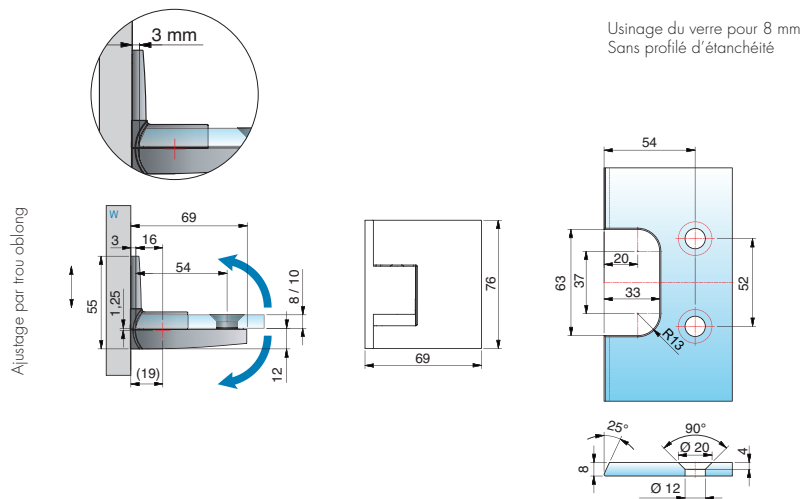 3 mm
Usinage du verre pour 8 mm
Sans profilé d'étanchéité
Ajustage par trou oblong
W
69
3
16
54
55
1,25
8 / 10
(19)
12
76
69
54
20
37
63
33
52
R13
25°
90°
Ø 20
4
8
Ø 12